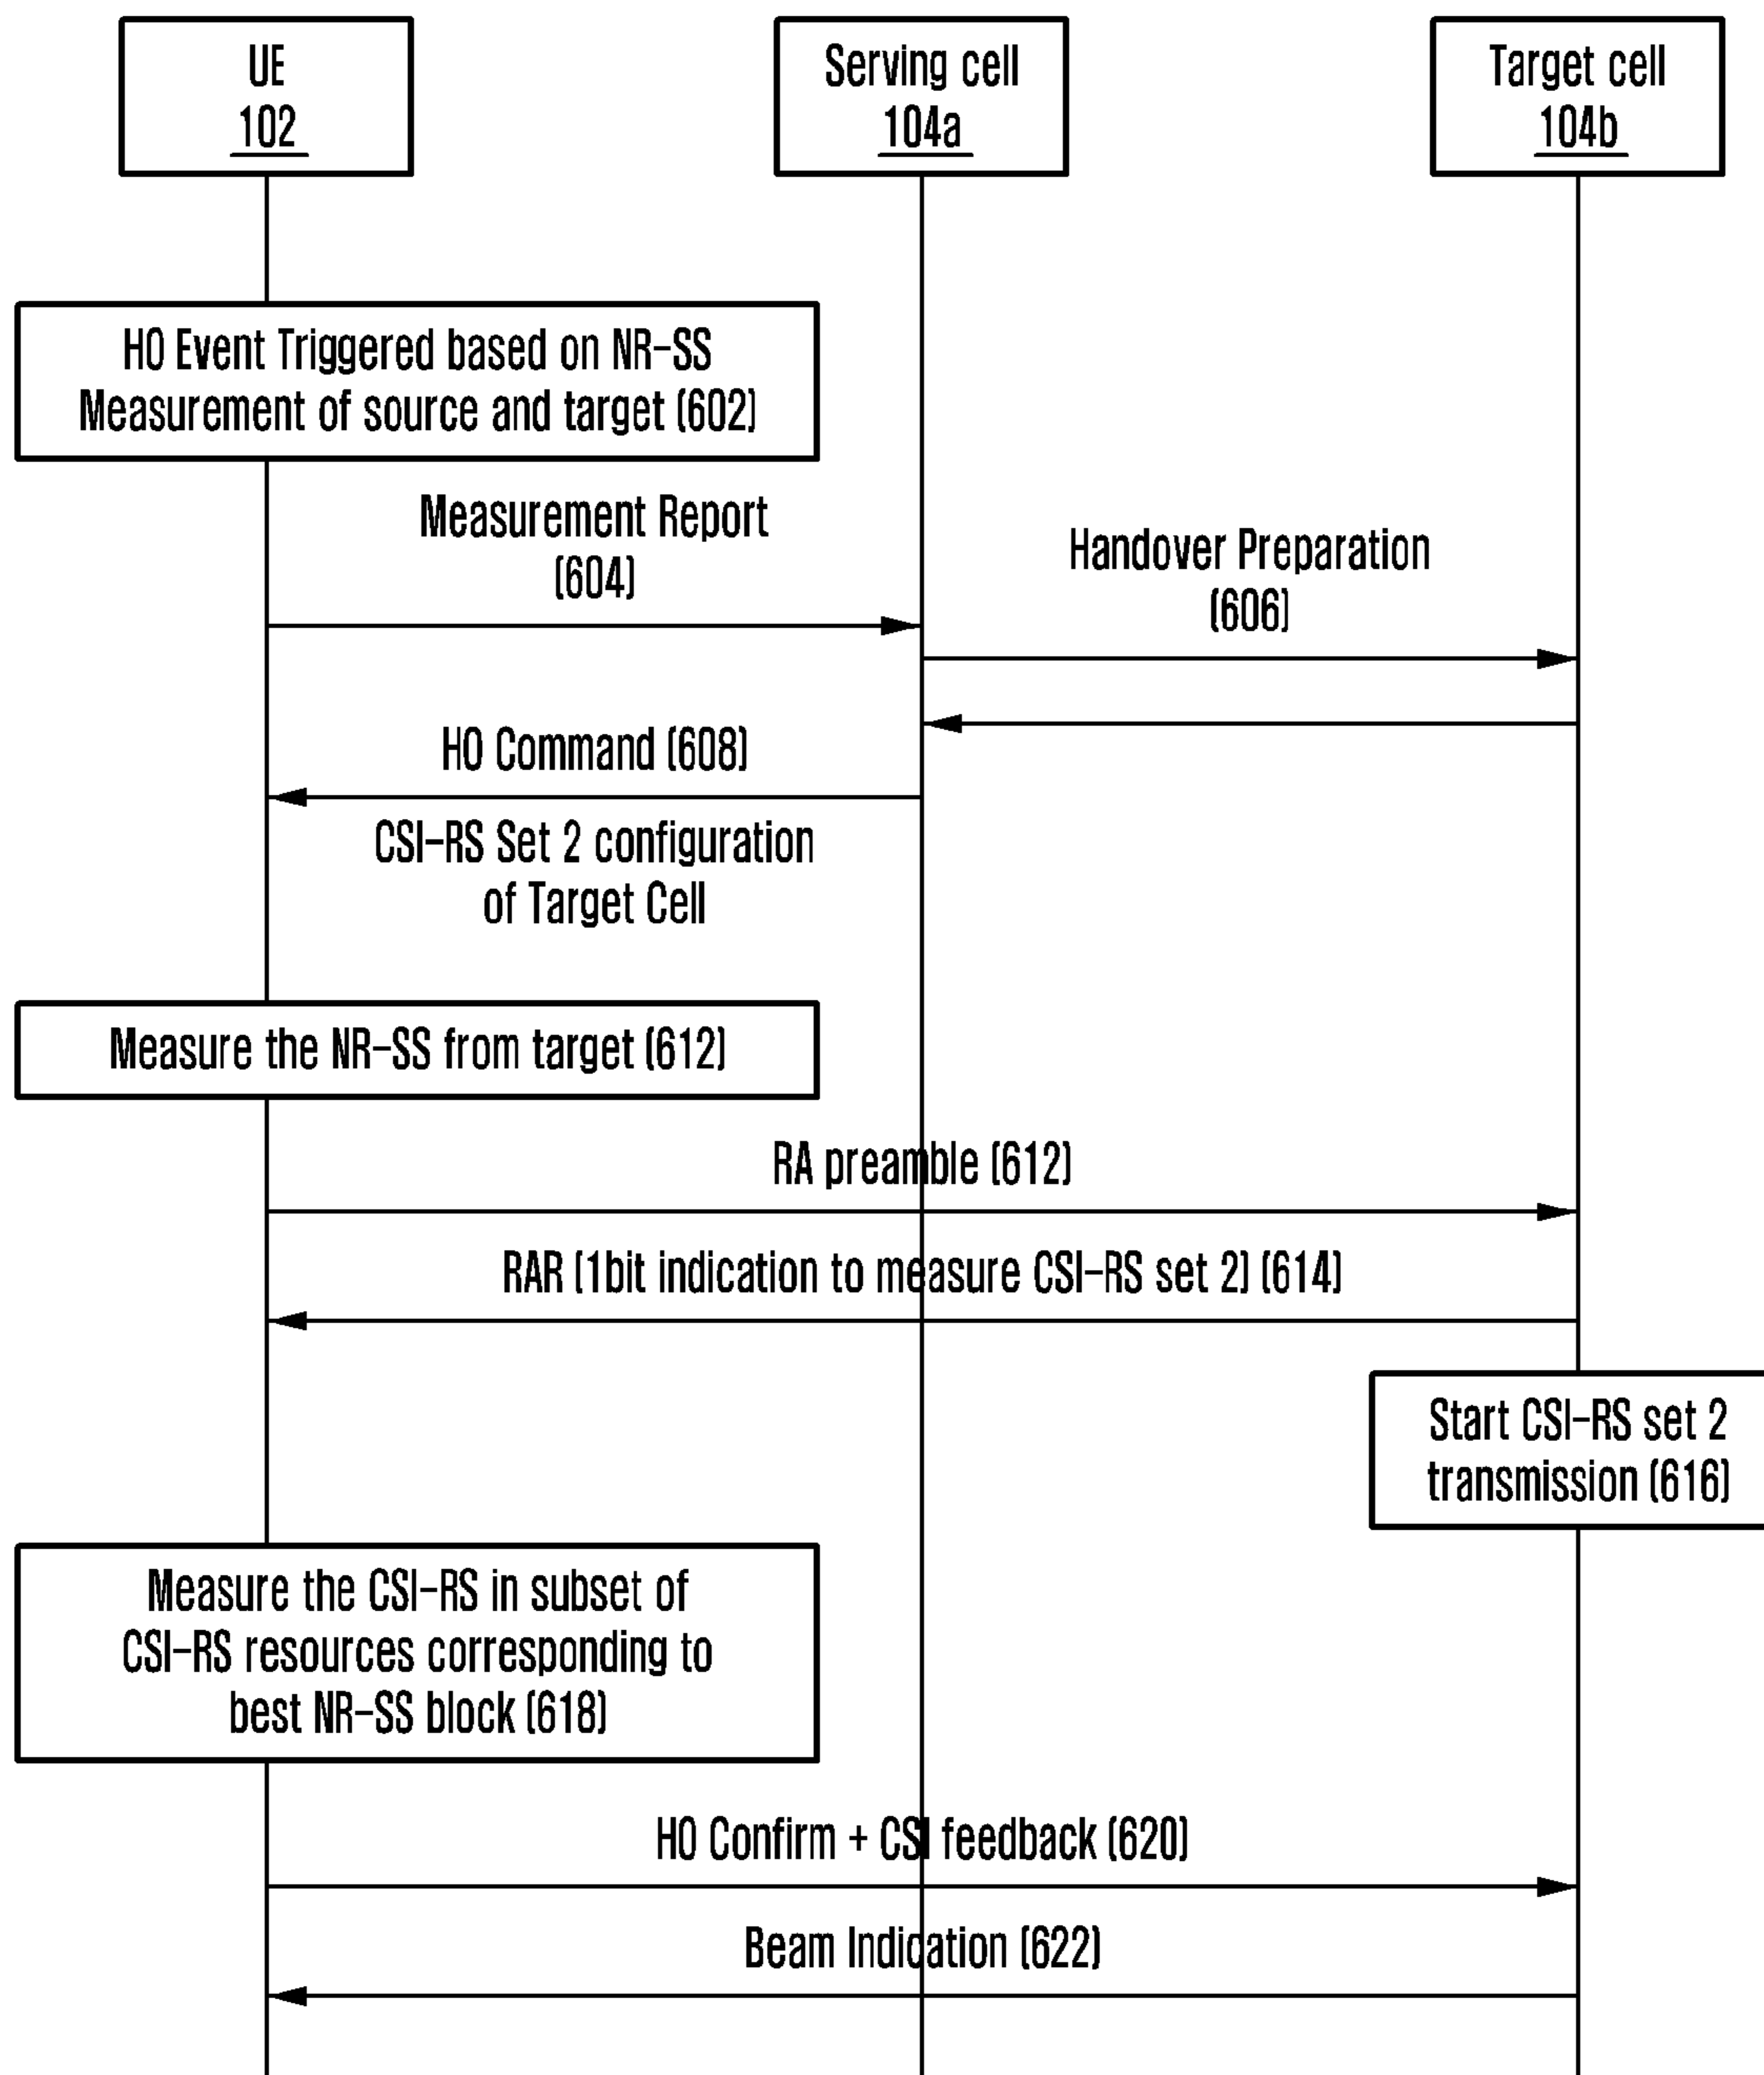 UE
102
Serving cell
104a
Target cell
104b
HO Event Triggered based on NR-SS
Measurement of source and target (602)
Measurement Report
(604)
Handover Preparation
(606)
HO Command (608)
CSI-RS Set 2 configuration
of Target Cell
Measure the NR-SS from target (612)
RA preamble (612)
RAR (1bit indication to measure CSI-RS set 2) (614)
Start CSI-RS set 2
transmission (616)
Measure the CSI-RS in subset of
CSI-RS resources corresponding to
best NR-SS block (618)
HO Confirm + CSI feedback (620)
Beam Indication (622)